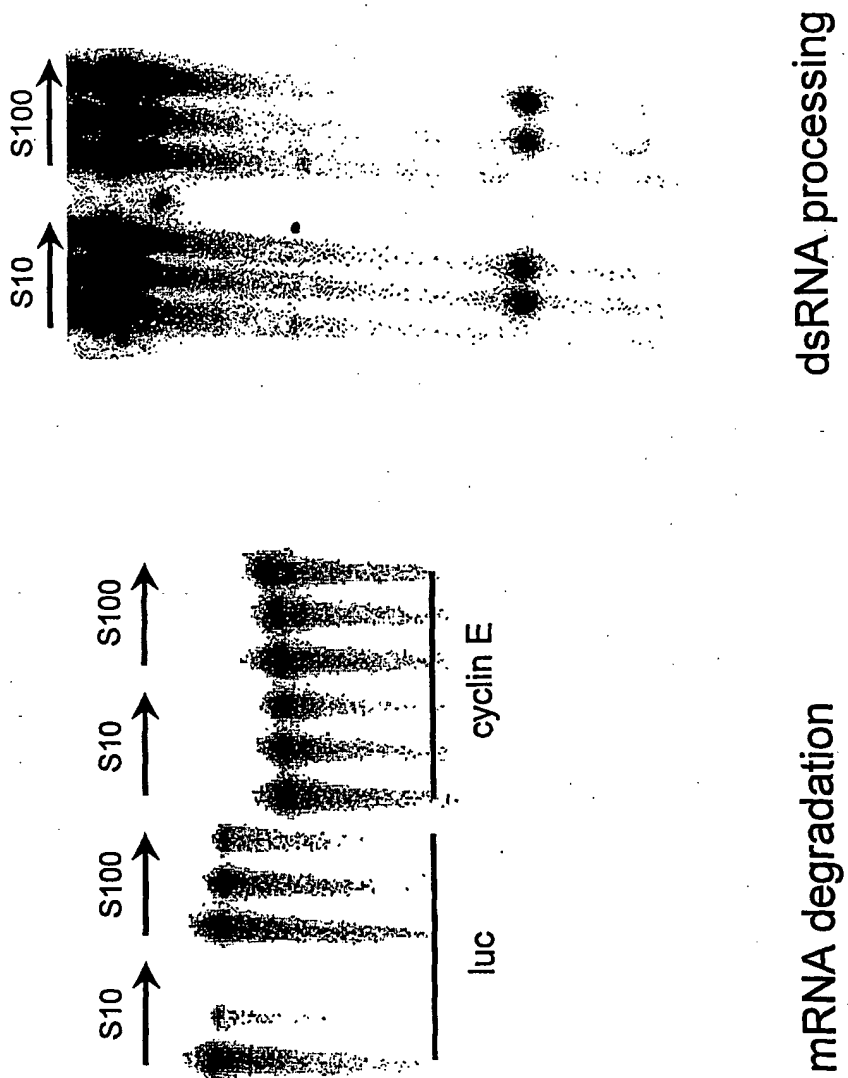 S10
S100
S10
S100
luc
cyclin E
mRNA degradation
S10
S100
dsRNA processing